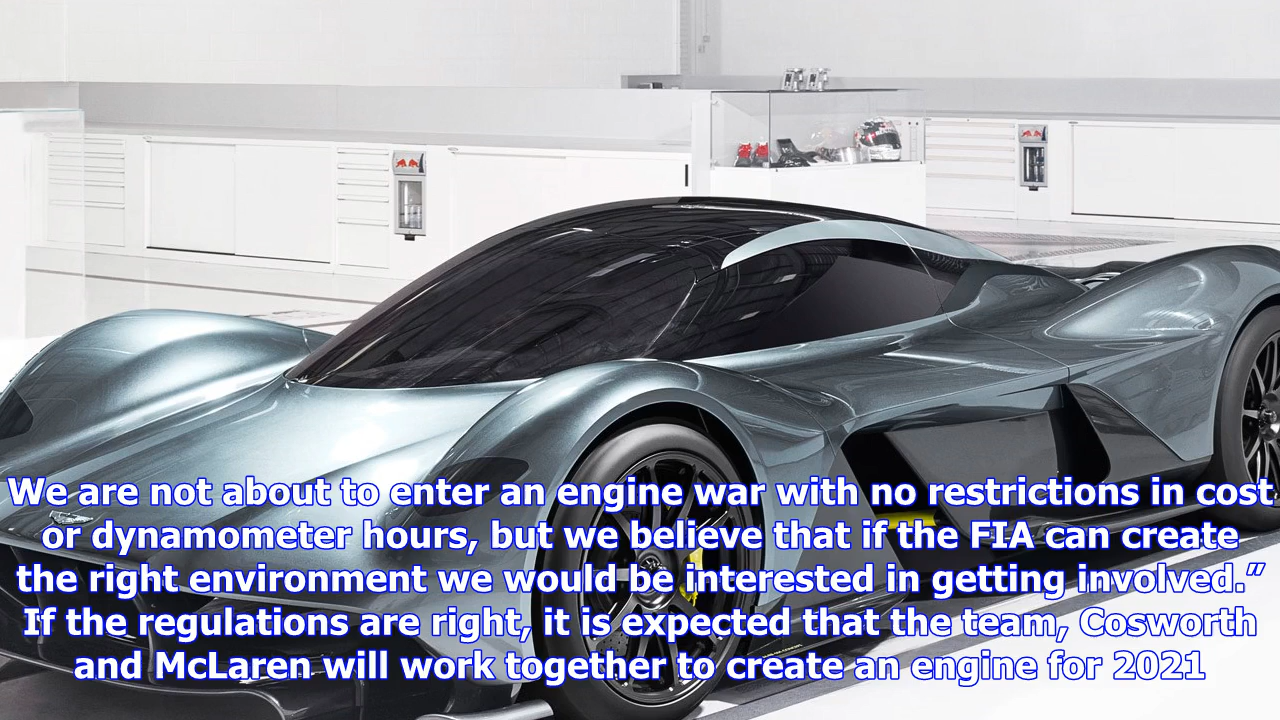 We are not about to enter an engine war with no restrictions in cost
or dynamometer hours, but we believe that if the FIA can create
the right environment we would be interested in getting involved.”
If the regulations are right, it is expected that the team, Cosworth
and McLaren will work together to create an engine for 2021